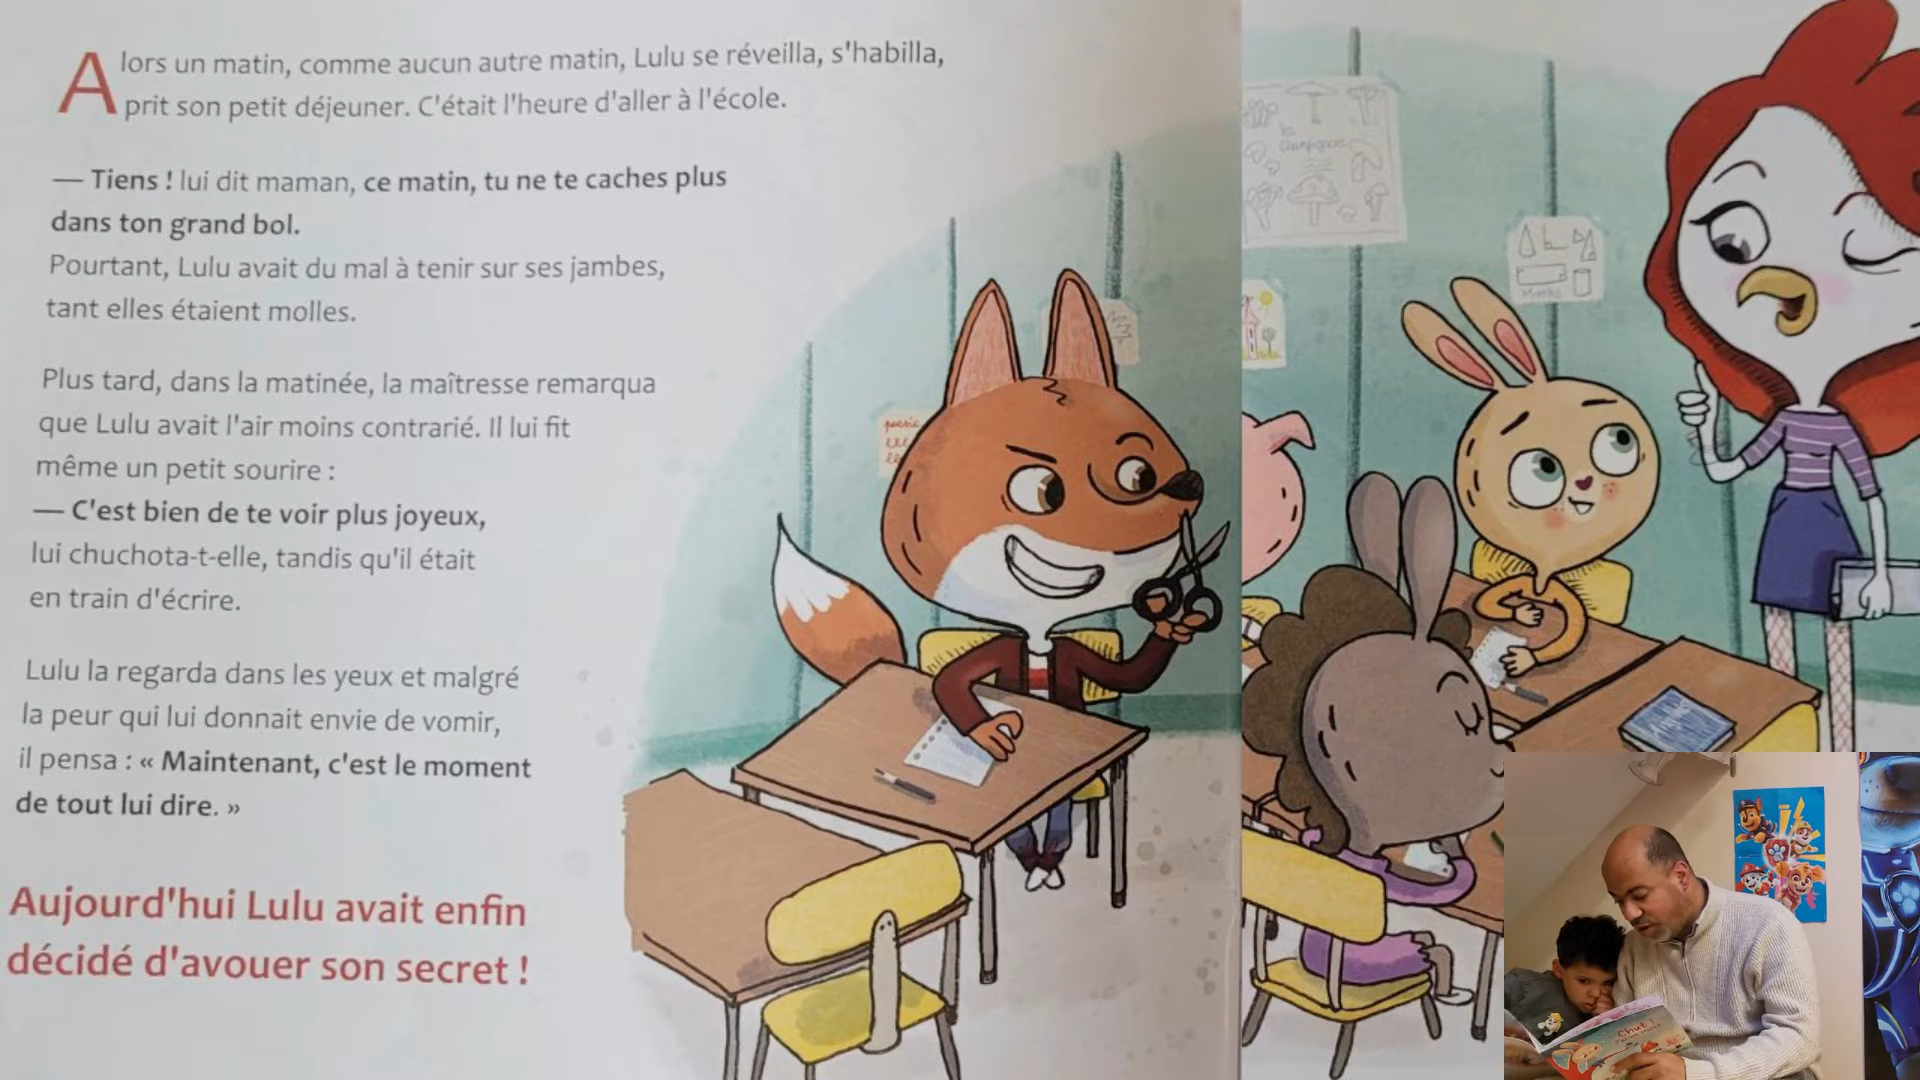 Alors un matin, comme aucun autre matin, Lulu se réveilla, s'habilla,
prit son petit déjeuner. C'était l'heure d'aller à l'école.
— Tiens ! lui dit maman, ce matin, tu ne te caches plus
dans ton grand bol.
Pourtant, Lulu avait du mal à tenir sur ses jambes,
tant elles étaient molles.
Plus tard, dans la matinée, la maîtresse remarqua
que Lulu avait l'air moins contrarié. Il lui fit
même un petit sourire :
— C'est bien de te voir plus joyeux,
lui chuchota-t-elle, tandis qu'il était
en train d'écrire.
Lulu la regarda dans les yeux et malgré
la peur qui lui donnait envie de vomir,
il pensa : « Maintenant, c'est le moment
de tout lui dire. »
Aujourd'hui Lulu avait enfin
décidé d'avouer son secret !
poésie
les
Champignons
Maths
Chut !